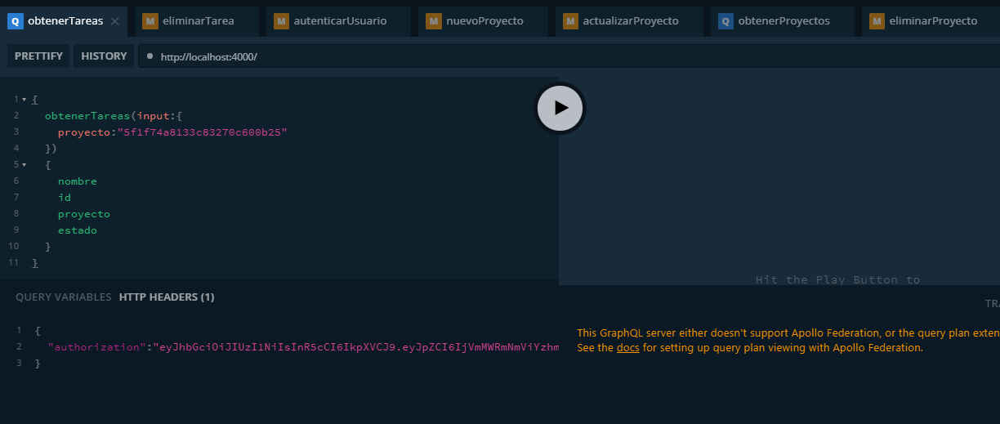 Q obtenerTareas × M eliminarTarea M autenticarUsuario M nuevoProyecto M actualizarProyecto Q obtenerProyectos M eliminarProyecto
PRETTIFY HISTORY http://localhost:4000/
1 {
2 obtenerTareas(input:{
3 proyecto:"5f1f74a8133c83270c600b25"
4 })
5 {
6 nombre
7 id
8 proyecto
9 estado
10 }
11 }
Hit the Play Button to
QUERY VARIABLES HTTP HEADERS (1)
TRA
1 {
2 "authorization":"eyJhbGciOiJIUzI1NiIsInR5cCI6IkpXVCJ9.eyJpZCI6IjVmMWRmNmViYzhm
3 }
This GraphQL server either doesn't support Apollo Federation, or the query plan exten
See the docs for setting up query plan viewing with Apollo Federation.